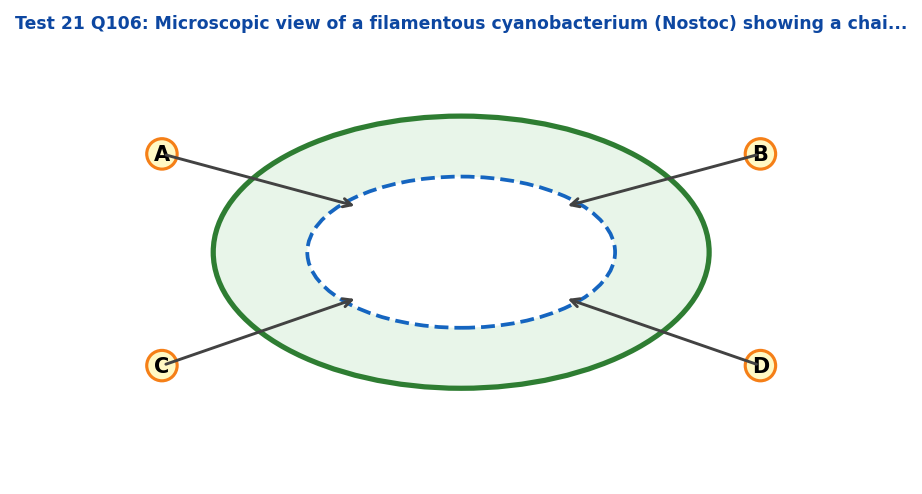 Test 21 Q106: Microscopic view of a filamentous cyanobacterium (Nostoc) showing a chai...
A
B
C
D